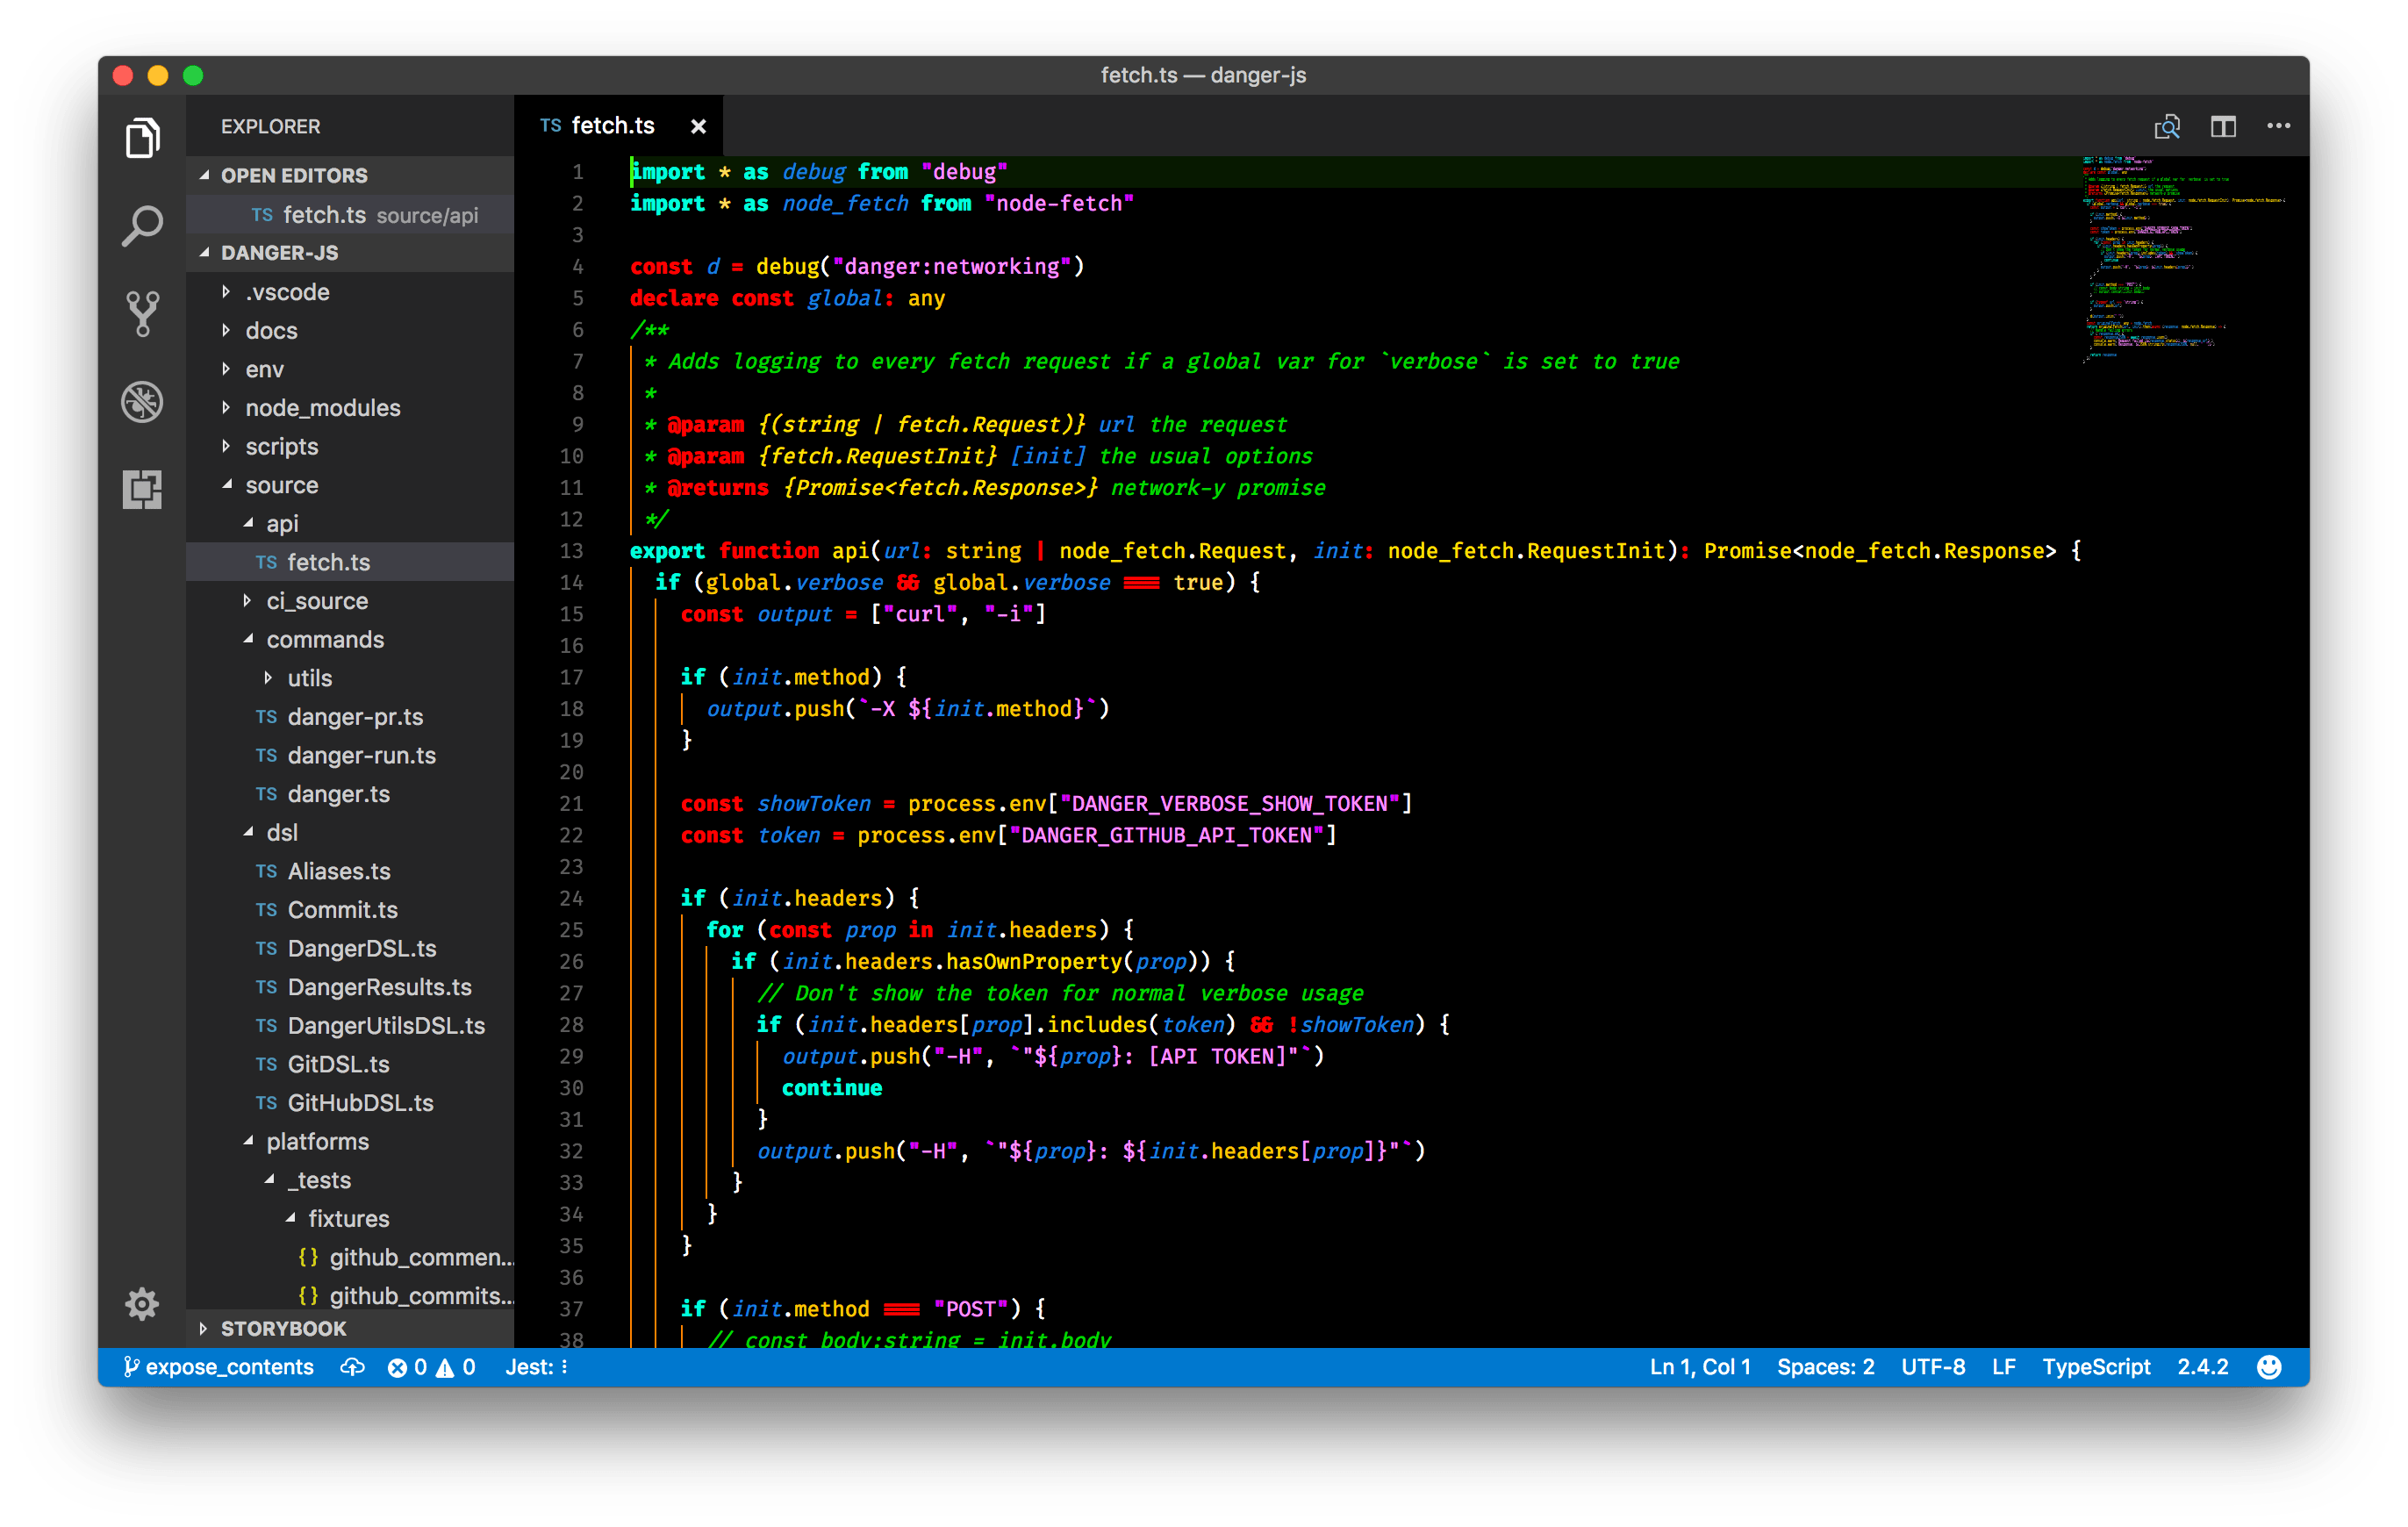 fetch.ts — danger-js
EXPLORER
OPEN EDITORS
TS fetch.ts source/api
DANGER-JS
.vscode
docs
env
node_modules
scripts
source
api
TS fetch.ts
ci_source
commands
utils
TS danger-pr.ts
TS danger-run.ts
TS danger.ts
dsl
TS Aliases.ts
TS Commit.ts
TS DangerDSL.ts
TS DangerResults.ts
TS DangerUtilsDSL.ts
TS GitDSL.ts
TS GitHubDSL.ts
platforms
_tests
fixtures
{} github_commen...
{} github_commits...
STORYBOOK
TS fetch.ts ×
1 import * as debug from "debug"
2 import * as node_fetch from "node-fetch"
3
4 const d = debug("danger:networking")
5 declare const global: any
6 /**
7 * Adds logging to every fetch request if a global var for `verbose` is set to true
8 *
9 * @param {(string | fetch.Request)} url the request
10 * @param {fetch.RequestInit} [init] the usual options
11 * @returns {Promise<fetch.Response>} network-y promise
12 */
13 export function api(url: string | node_fetch.Request, init: node_fetch.RequestInit): Promise<node_fetch.Response> {
14 if (global.verbose && global.verbose === true) {
15 const output = ["curl", "-i"]
16
17 if (init.method) {
18 output.push(`-X ${init.method}`)
19 }
20
21 const showToken = process.env["DANGER_VERBOSE_SHOW_TOKEN"]
22 const token = process.env["DANGER_GITHUB_API_TOKEN"]
23
24 if (init.headers) {
25 for (const prop in init.headers) {
26 if (init.headers.hasOwnProperty(prop)) {
27 // Don't show the token for normal verbose usage
28 if (init.headers[prop].includes(token) && !showToken) {
29 output.push("-H", `"${prop}: [API TOKEN]"`)
30 continue
31 }
32 output.push("-H", `"${prop}: ${init.headers[prop]}"`)
33 }
34 }
35 }
36
37 if (init.method === "POST") {
38 // const body:string = init.body
expose_contents 0 0 Jest: ⋮ Ln 1, Col 1 Spaces: 2 UTF-8 LF TypeScript 2.4.2